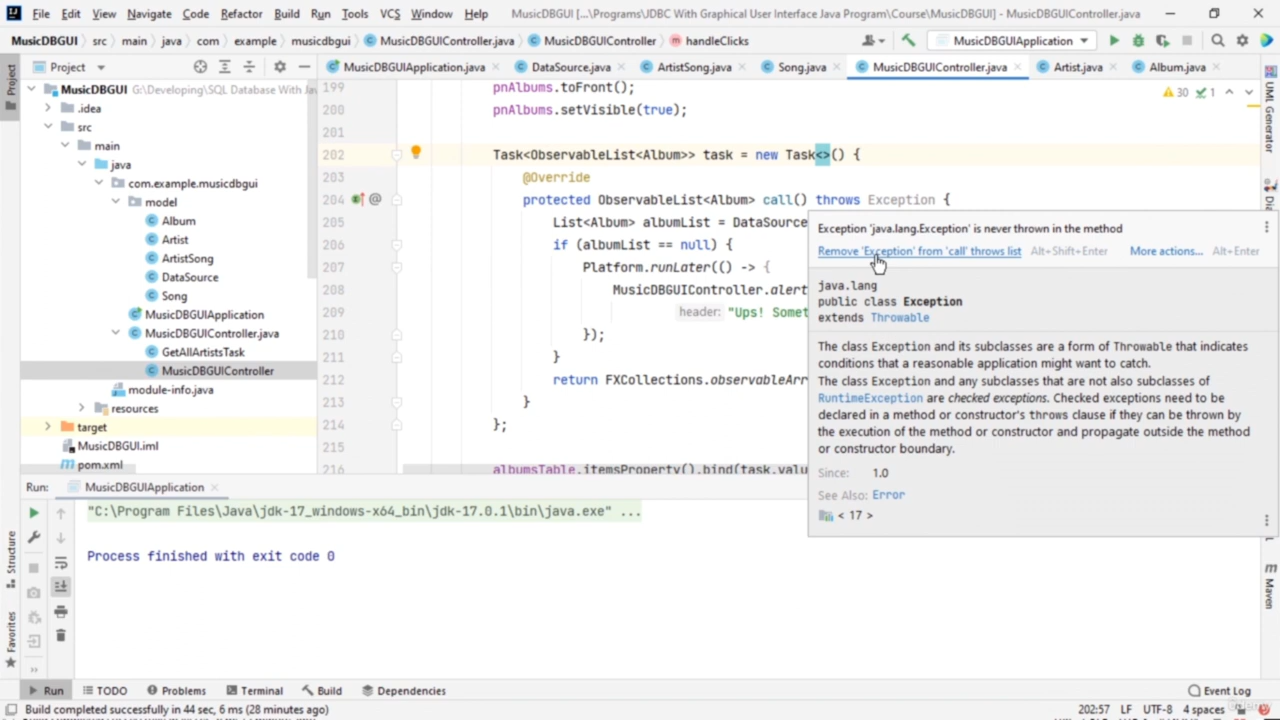 File Edit View Navigate Code Refactor Build Run Tools VCS Window Help MusicDBGUI [...\Programs\JDBC With Graphical User Interface Java Program\Course\MusicDBGUI] - MusicDBGUIController.java
MusicDBGUI src main java com example musicdbgui MusicDBGUIController.java MusicDBGUIController handleClicks MusicDBGUIApplication
Project
MusicDBGUIApplication.java DataSource.java ArtistSong.java Song.java MusicDBGUIController.java Artist.java Album.java
Project
MusicDBGUI G:\Developing\SQL Database With Jav
.idea
src
main
java
com.example.musicdbgui
model
Album
Artist
ArtistSong
DataSource
Song
MusicDBGUIApplication
MusicDBGUIController.java
GetAllArtistsTask
MusicDBGUIController
module-info.java
resources
target
MusicDBGUI.iml
pom.xml
30 1
199 pnAlbums.toFront();
200 pnAlbums.setVisible(true);
201
202 Task<ObservableList<Album>> task = new Task<>() {
203 @Override
204 @ protected ObservableList<Album> call() throws Exception {
205 List<Album> albumList = DataSource
206 if (albumList == null) {
207 Platform.runLater(() -> {
208 MusicDBGUIController.alert
209 header: "Ups! Somet
210 });
211 }
212 return FXCollections.observableArr
213 }
214 };
215
216 albumsTable.itemsProperty().bind(task.valu
Exception 'java.lang.Exception' is never thrown in the method
Remove 'Exception' from 'call' throws list Alt+Shift+Enter More actions... Alt+Enter
java.lang
public class Exception
extends Throwable
The class Exception and its subclasses are a form of Throwable that indicates
conditions that a reasonable application might want to catch.
The class Exception and any subclasses that are not also subclasses of
RuntimeException are checked exceptions. Checked exceptions need to be
declared in a method or constructor's throws clause if they can be thrown by
the execution of the method or constructor and propagate outside the method
or constructor boundary.
Since: 1.0
See Also: Error
< 17 >
UML Generator
Maven
Run: MusicDBGUIApplication
"C:\Program Files\Java\jdk-17_windows-x64_bin\jdk-17.0.1\bin\java.exe" ...
Process finished with exit code 0
Structure
Favorites
Run TODO Problems Terminal Build Dependencies Event Log
Build completed successfully in 44 sec, 6 ms (28 minutes ago) 202:57 LF UTF-8 4 spaces